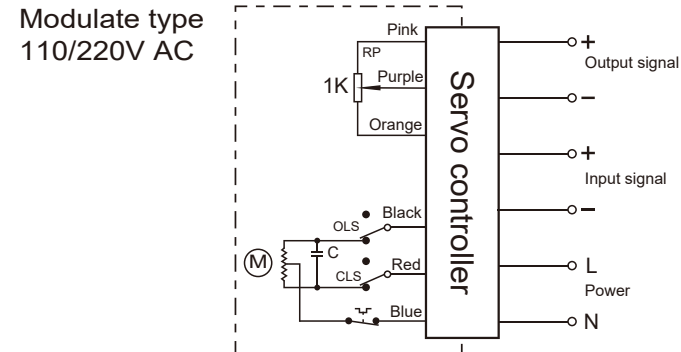 Modulate type
110/220V AC
Pink
RP
1K
Purple
Orange
OLS
Black
C
M
CLS
Red
Blue
Servo controller
+
Output signal
−
+
Input signal
−
L
Power
N